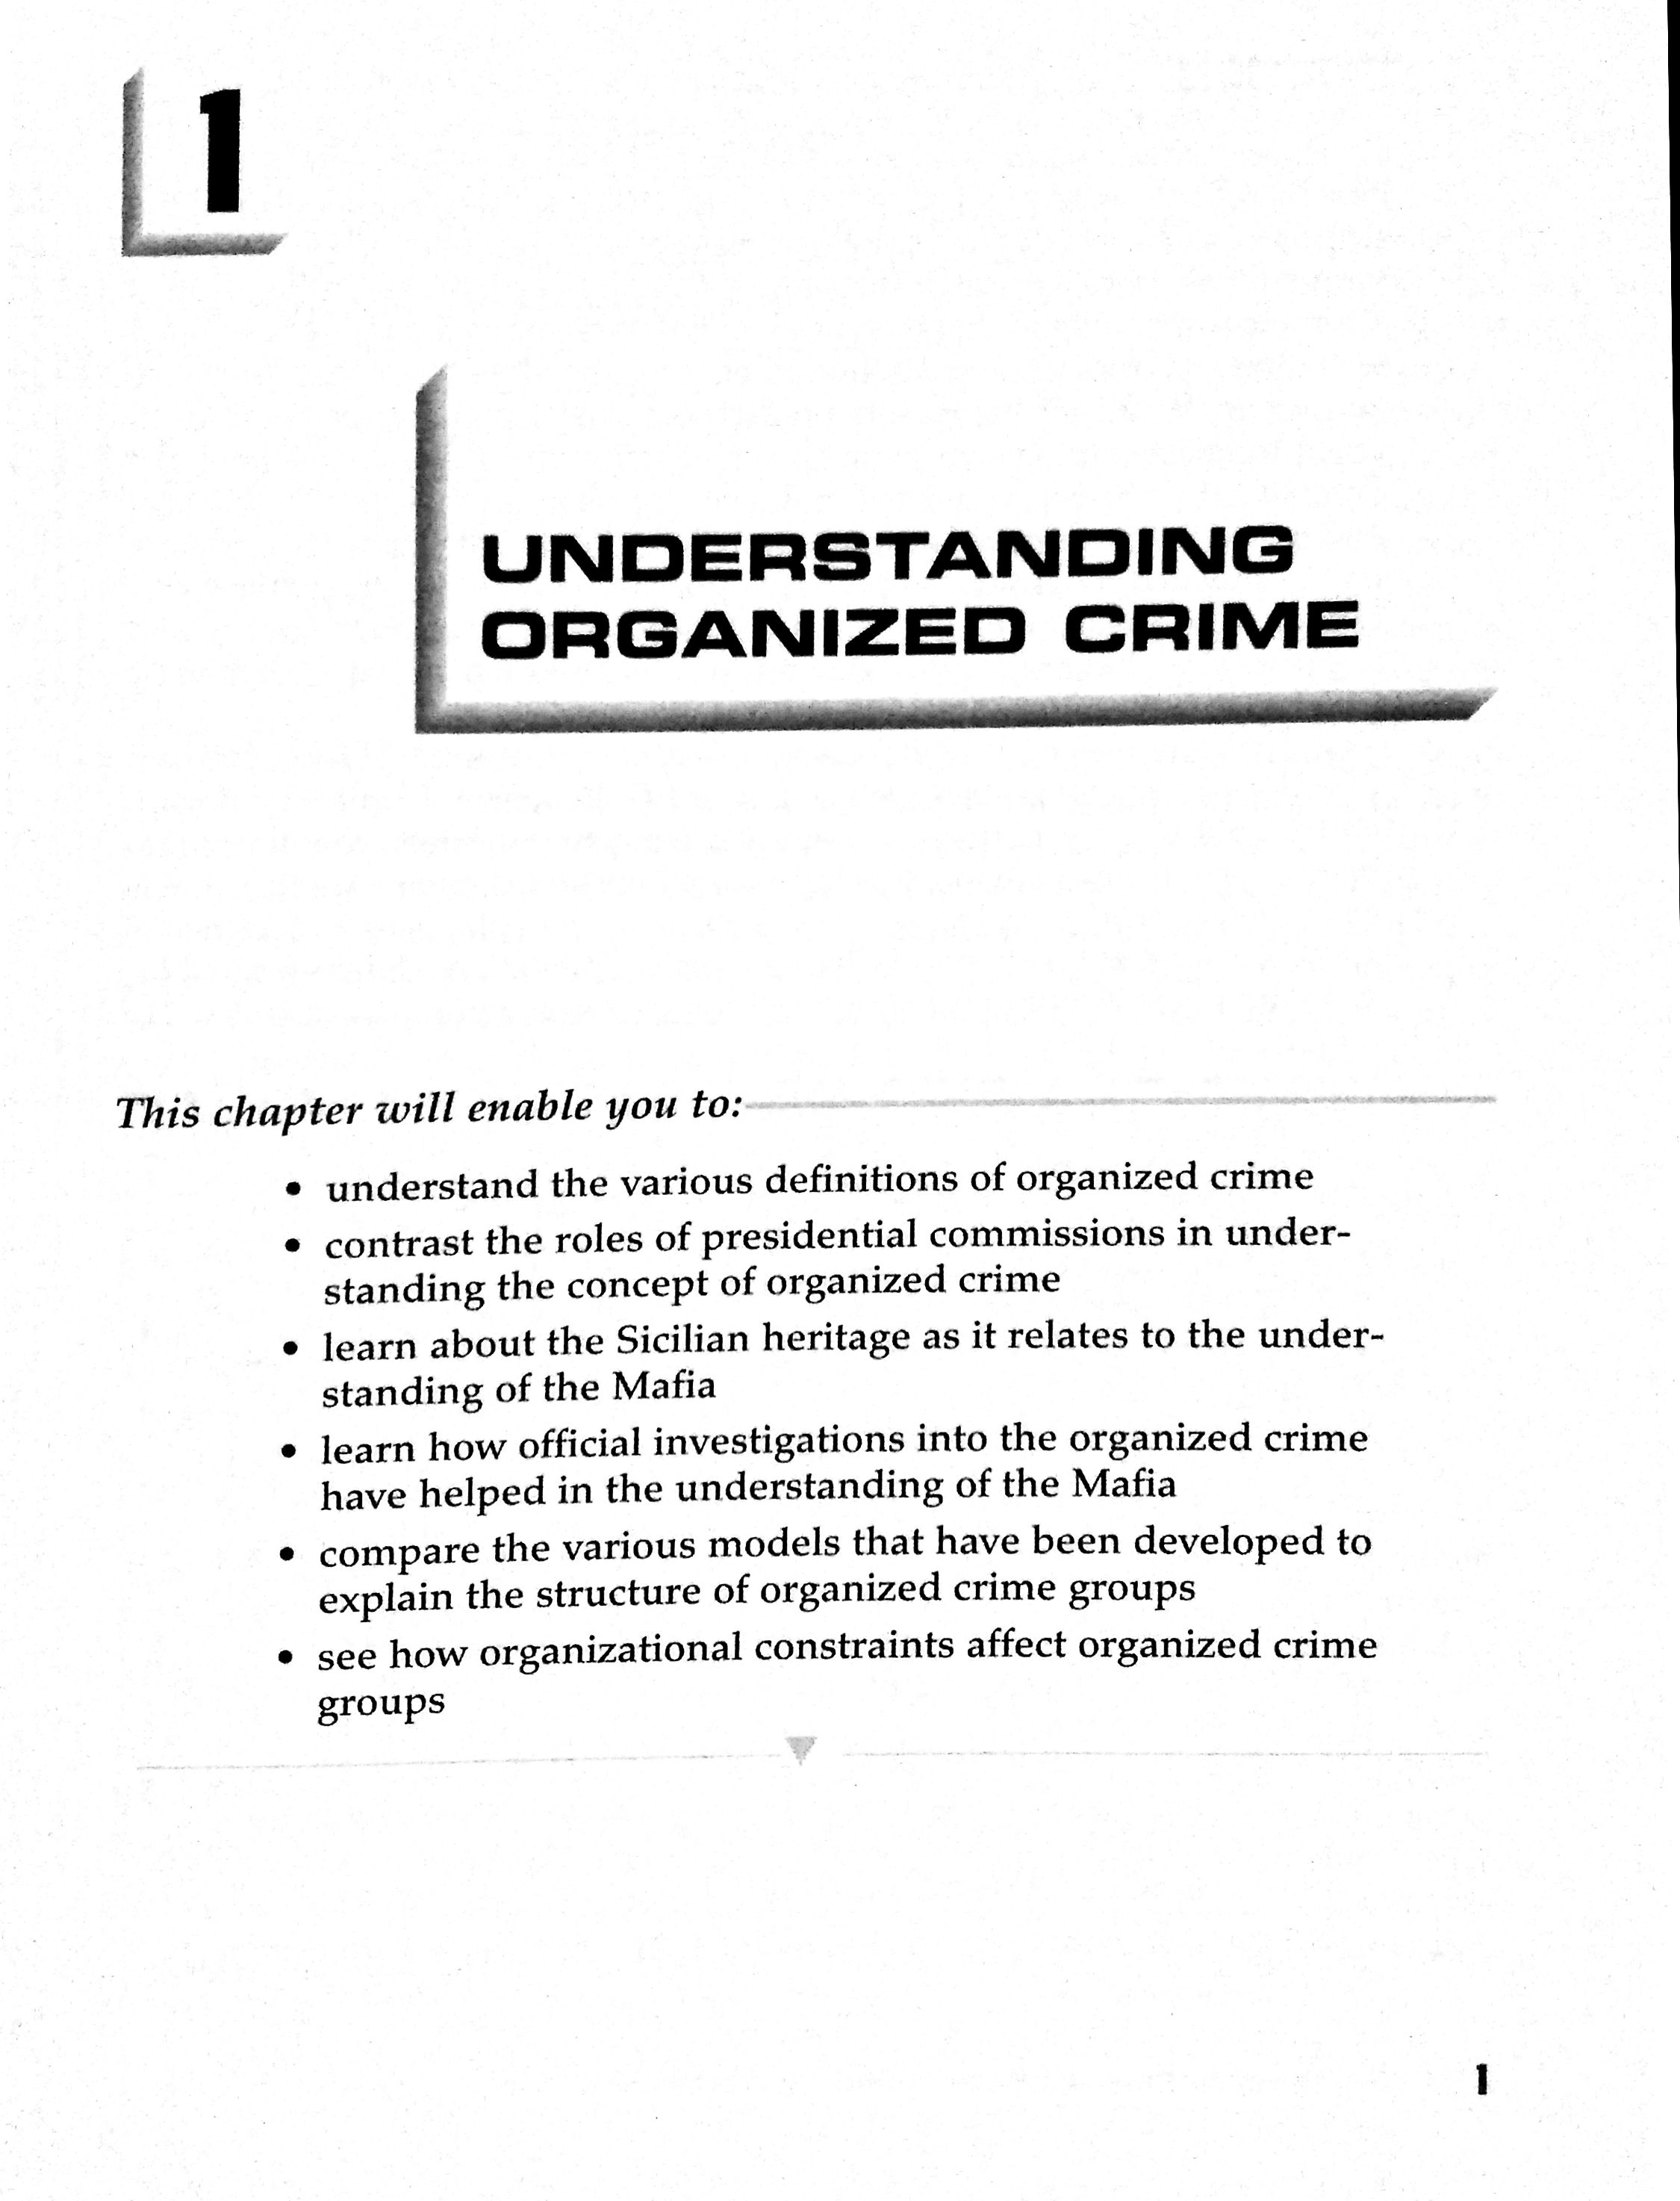 1
UNDERSTANDING
ORGANIZED CRIME
This chapter will enable you to:
• understand the various definitions of organized crime
• contrast the roles of presidential commissions in under-
standing the concept of organized crime
• learn about the Sicilian heritage as it relates to the under-
standing of the Mafia
• learn how official investigations into the organized crime
have helped in the understanding of the Mafia
• compare the various models that have been developed to
explain the structure of organized crime groups
• see how organizational constraints affect organized crime
groups
1